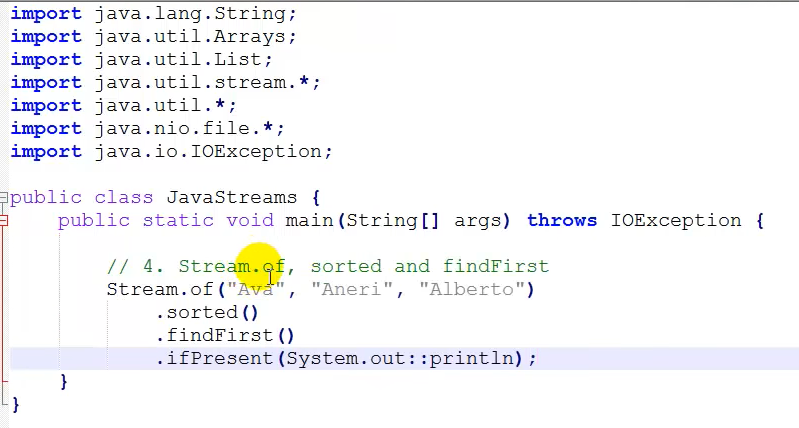 import java.lang.String;
import java.util.Arrays;
import java.util.List;
import java.util.stream.*;
import java.util.*;
import java.nio.file.*;
import java.io.IOException;
public class JavaStreams {
public static void main(String[] args) throws IOException {
// 4. Stream.of, sorted and findFirst
Stream.of("Ava", "Aneri", "Alberto")
.sorted()
.findFirst()
.ifPresent(System.out::println);
}
}